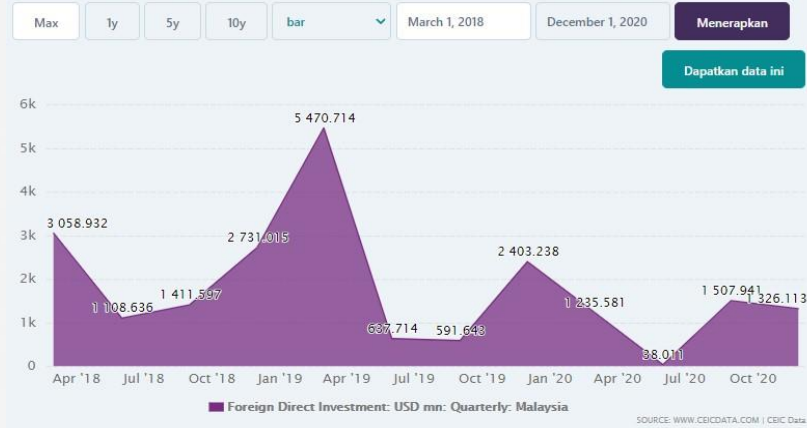 Max 1y 5y 10y bar March 1, 2018 December 1, 2020 Menerapkan
Dapatkan data ini
6k
5 470.714
5k
4k
3 058.932
3k
2 731.015
2 403.238
2k
1 108.636 1 411.597 1 235.581 1 507.941 1 326.113
1k
637.714 591.643 38.011
0
Apr '18 Jul '18 Oct '18 Jan '19 Apr '19 Jul '19 Oct '19 Jan '20 Apr '20 Jul '20 Oct '20
Foreign Direct Investment: USD mn: Quarterly: Malaysia
SOURCE: WWW.CEICDATA.COM | CEIC Data